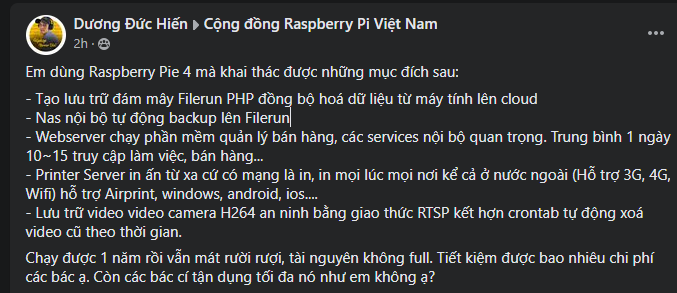 Dương Đức Hiến ▸ Cộng đồng Raspberry Pi Việt Nam
2h ·
Em dùng Raspberry Pie 4 mà khai thác được những mục đích sau:
- Tạo lưu trữ đám mây Filerun PHP đồng bộ hoá dữ liệu từ máy tính lên cloud
- Nas nội bộ tự động backup lên Filerun
- Webserver chạy phần mềm quản lý bán hàng, các services nội bộ quan trọng. Trung bình 1 ngày
10~15 truy cập làm việc, bán hàng...
- Printer Server in ấn từ xa cứ có mạng là in, in mọi lúc mọi nơi kể cả ở nước ngoài (Hỗ trợ 3G, 4G,
Wifi) hỗ trợ Airprint, windows, android, ios....
- Lưu trữ video video camera H264 an ninh bằng giao thức RTSP kết hợp crontab tự động xoá
video cũ theo thời gian.
Chạy được 1 năm rồi vẫn mát rười rượi, tài nguyên không full. Tiết kiệm được bao nhiêu chi phí
các bác ạ. Còn các bác cí tận dụng tối đa nó như em không ạ?